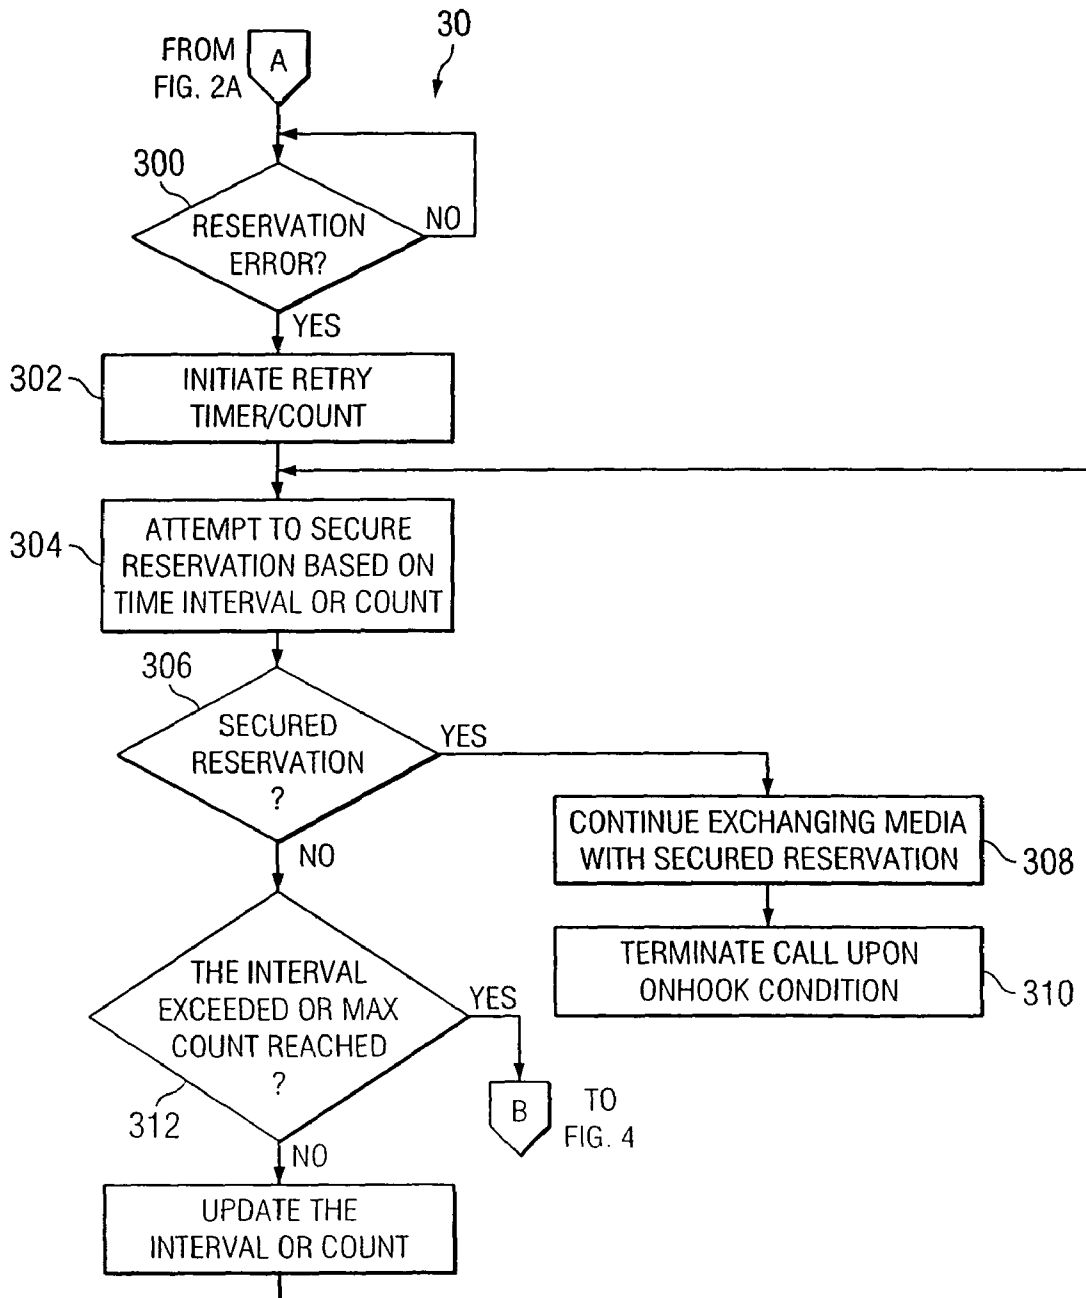 FROM
FIG. 2A
A
30
300
RESERVATION
ERROR?
NO
YES
302
INITIATE RETRY
TIMER/COUNT
304
ATTEMPT TO SECURE
RESERVATION BASED ON
TIME INTERVAL OR COUNT
306
SECURED
RESERVATION
?
YES
NO
CONTINUE EXCHANGING MEDIA
WITH SECURED RESERVATION
308
TERMINATE CALL UPON
ONHOOK CONDITION
310
THE INTERVAL
EXCEEDED OR MAX
COUNT REACHED
?
312
YES
B
TO
FIG. 4
NO
UPDATE THE
INTERVAL OR COUNT